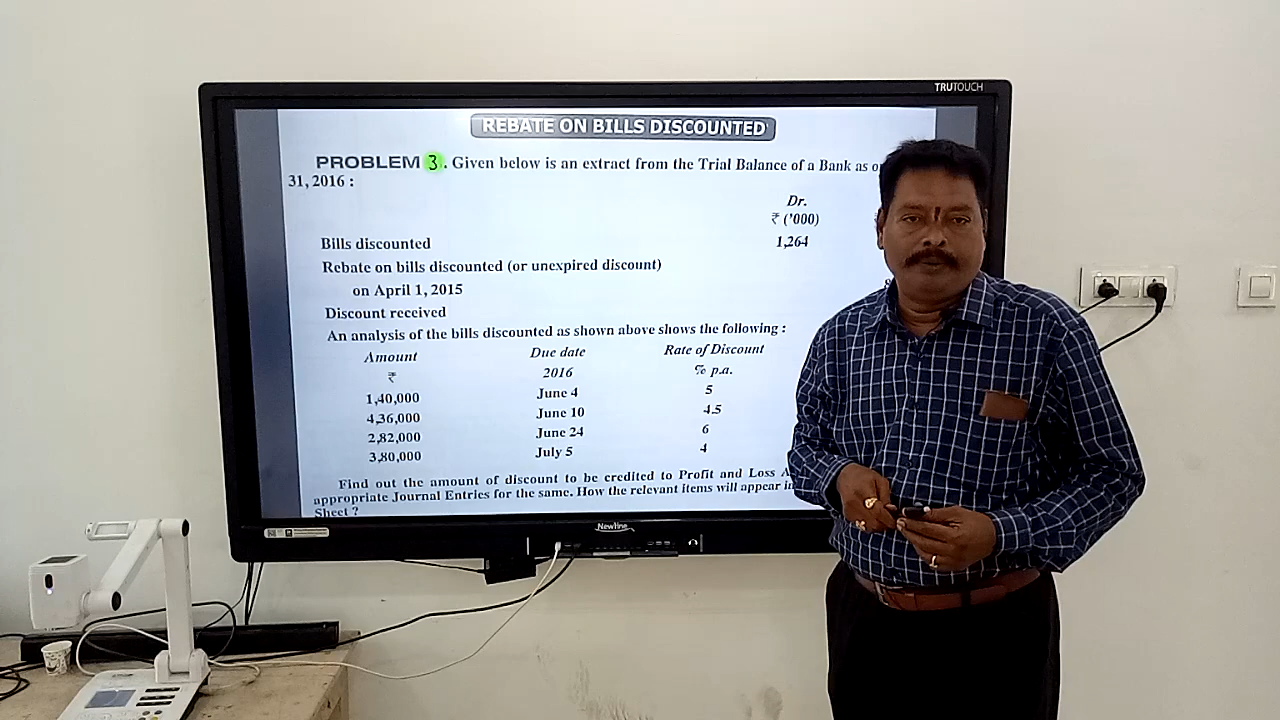 TRUTOUCH
REBATE ON BILLS DISCOUNTED
PROBLEM 3. Given below is an extract from the Trial Balance of a Bank as
31, 2016 :
Dr.
₹ ('000)
Bills discounted 1,264
Rebate on bills discounted (or unexpired discount)
on April 1, 2015
Discount received
An analysis of the bills discounted as shown above shows the following :
Amount Due date Rate of Discount
₹ 2016 % p.a.
1,40,000 June 4 5
4,36,000 June 10 4.5
2,82,000 June 24 6
3,80,000 July 5 4
Find out the amount of discount to be credited to Profit and Loss A
appropriate Journal Entries for the same. How the relevant items will appear in
Sheet ?
Newline